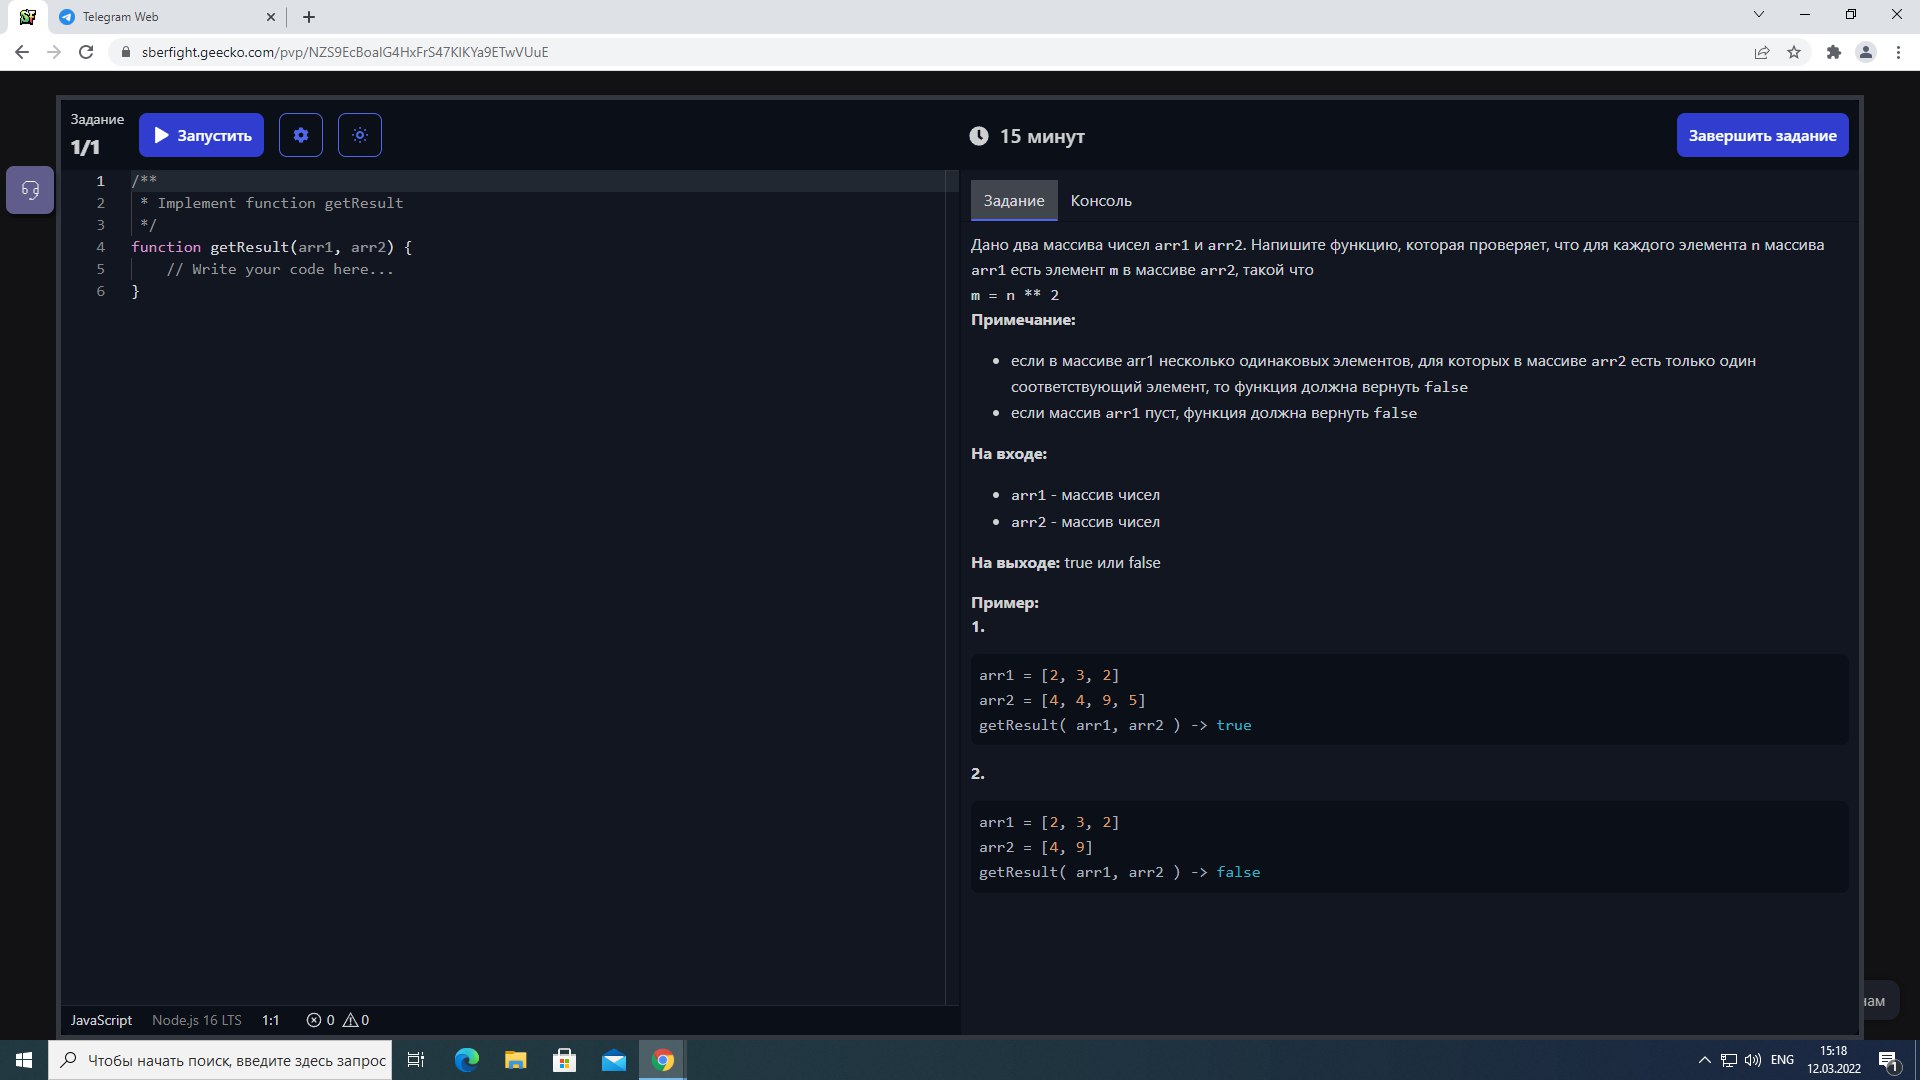 Telegram Web
sberfight.geecko.com/pvp/NZS9EcBoaIG4HxFrS47KIKYa9ETwVUuE
Задание
1/1
Запустить
15 минут
Завершить задание
1 /**
2 * Implement function getResult
3 */
4 function getResult(arr1, arr2) {
5 // Write your code here...
6 }
Задание Консоль
Дано два массива чисел arr1 и arr2. Напишите функцию, которая проверяет, что для каждого элемента n массива
arr1 есть элемент m в массиве arr2, такой что
m = n ** 2
Примечание:
если в массиве arr1 несколько одинаковых элементов, для которых в массиве arr2 есть только один
соответствующий элемент, то функция должна вернуть false
если массив arr1 пуст, функция должна вернуть false
На входе:
arr1 - массив чисел
arr2 - массив чисел
На выходе: true или false
Пример:
1.
arr1 = [2, 3, 2]
arr2 = [4, 4, 9, 5]
getResult( arr1, arr2 ) -> true
2.
arr1 = [2, 3, 2]
arr2 = [4, 9]
getResult( arr1, arr2 ) -> false
JavaScript Node.js 16 LTS 1:1 0 0
Чтобы начать поиск, введите здесь запрос
ENG
15:18
12.03.2022
1